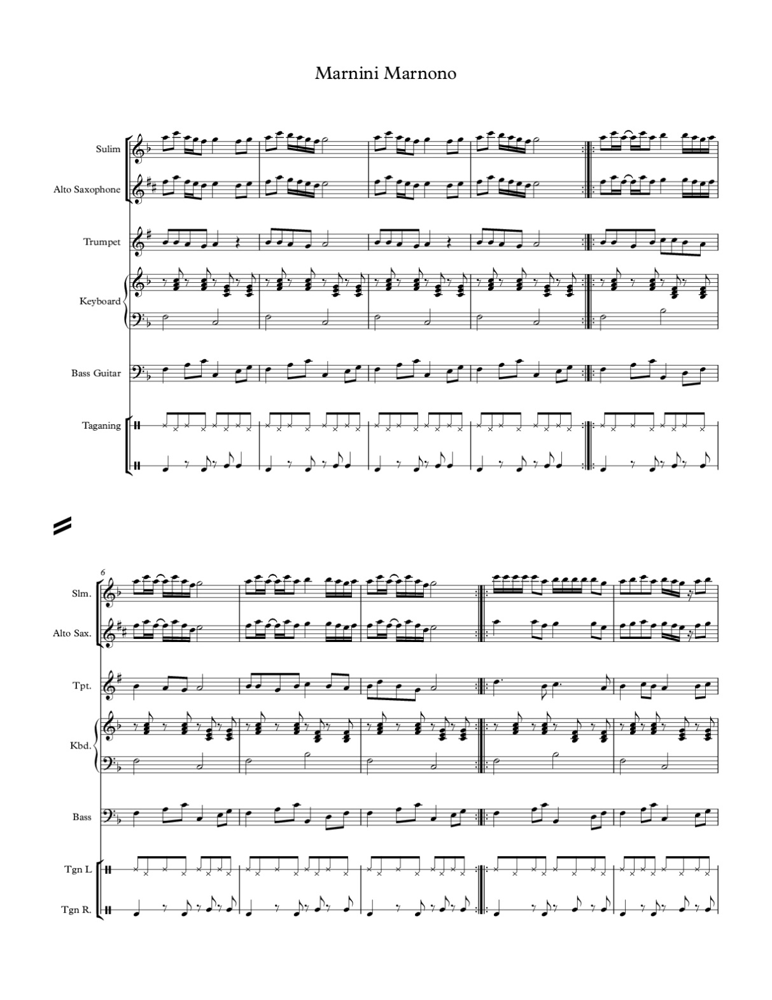 Marnini Marnono
Sulim
Alto Saxophone
Trumpet
Keyboard
Bass Guitar
Taganing
6
Slm.
Alto Sax.
Tpt.
Kbd.
Bass
Tgn L
Tgn R.